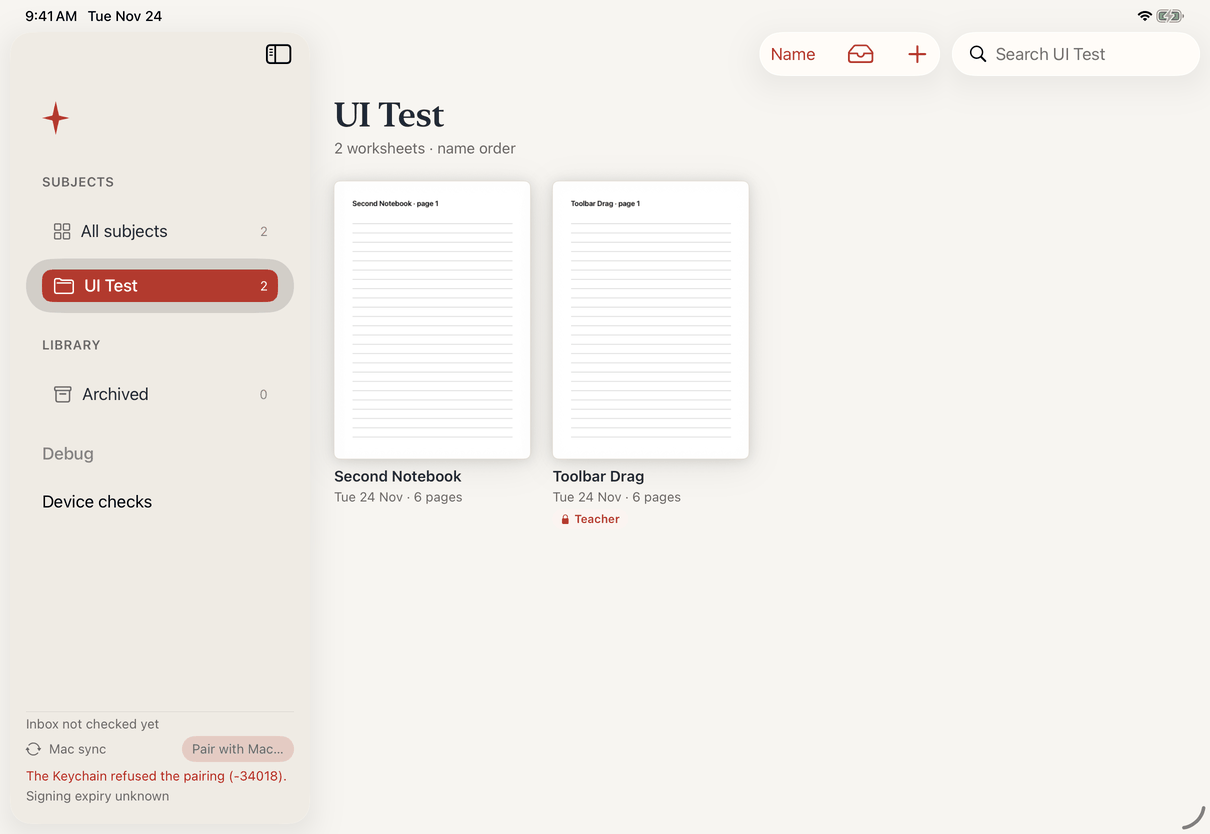 9:41 AM Tue Nov 24
Name
Search UI Test
SUBJECTS
All subjects 2
UI Test 2
LIBRARY
Archived 0
Debug
Device checks
Inbox not checked yet
Mac sync Pair with Mac...
The Keychain refused the pairing (-34018).
Signing expiry unknown
UI Test
2 worksheets · name order
Second Notebook · page 1
Second Notebook
Tue 24 Nov · 6 pages
Toolbar Drag · page 1
Toolbar Drag
Tue 24 Nov · 6 pages
Teacher